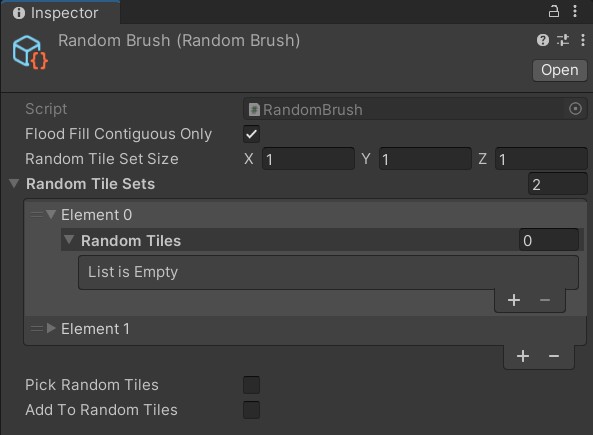 Inspector
Random Brush (Random Brush)
Open
Script RandomBrush
Flood Fill Contiguous Only
Random Tile Set Size X 1 Y 1 Z 1
Random Tile Sets 2
Element 0
Random Tiles 0
List is Empty
+ −
Element 1
+ −
Pick Random Tiles
Add To Random Tiles